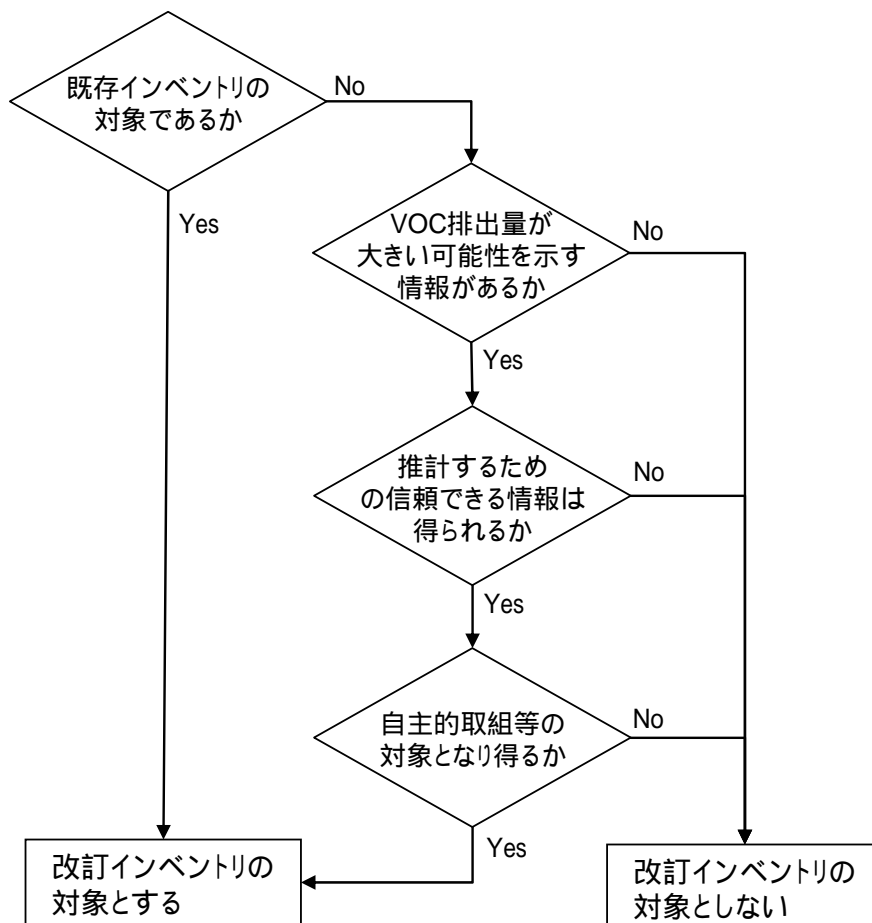 既存インベントリの
対象であるか
No
Yes
VOC排出量が
大きい可能性を示す
情報があるか
No
Yes
推計するため
の信頼できる情報は
得られるか
No
Yes
自主的取組等の
対象となり得るか
No
Yes
改訂インベントリの
対象とする
改訂インベントリの
対象としない